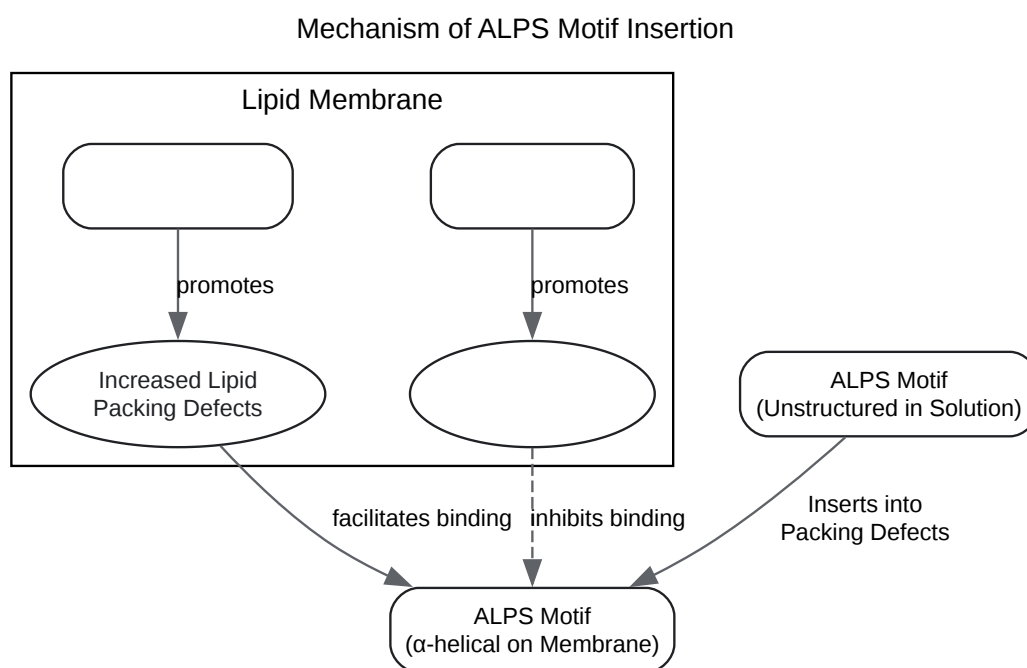 Mechanism of ALPS Motif Insertion
Lipid Membrane
promotes
promotes
Increased Lipid
Packing Defects
ALPS Motif
(Unstructured in Solution)
facilitates binding
inhibits binding
Inserts into
Packing Defects
ALPS Motif
(α-helical on Membrane)